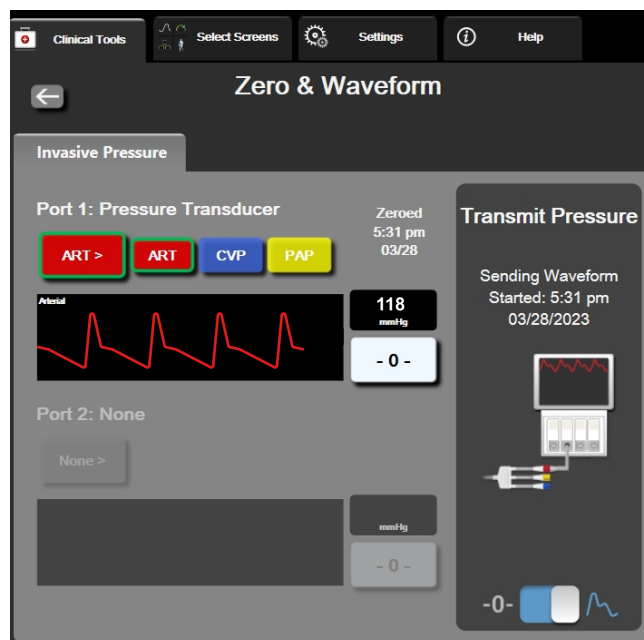 Clinical Tools
Select Screens
Settings
Help
Zero & Waveform
Invasive Pressure
Port 1: Pressure Transducer
Zeroed
5:31 pm
03/28
ART >
ART
CVP
PAP
Arterial
118
mmHg
- 0 -
Port 2: None
None >
mmHg
- 0 -
Transmit Pressure
Sending Waveform
Started: 5:31 pm
03/28/2023
-0-